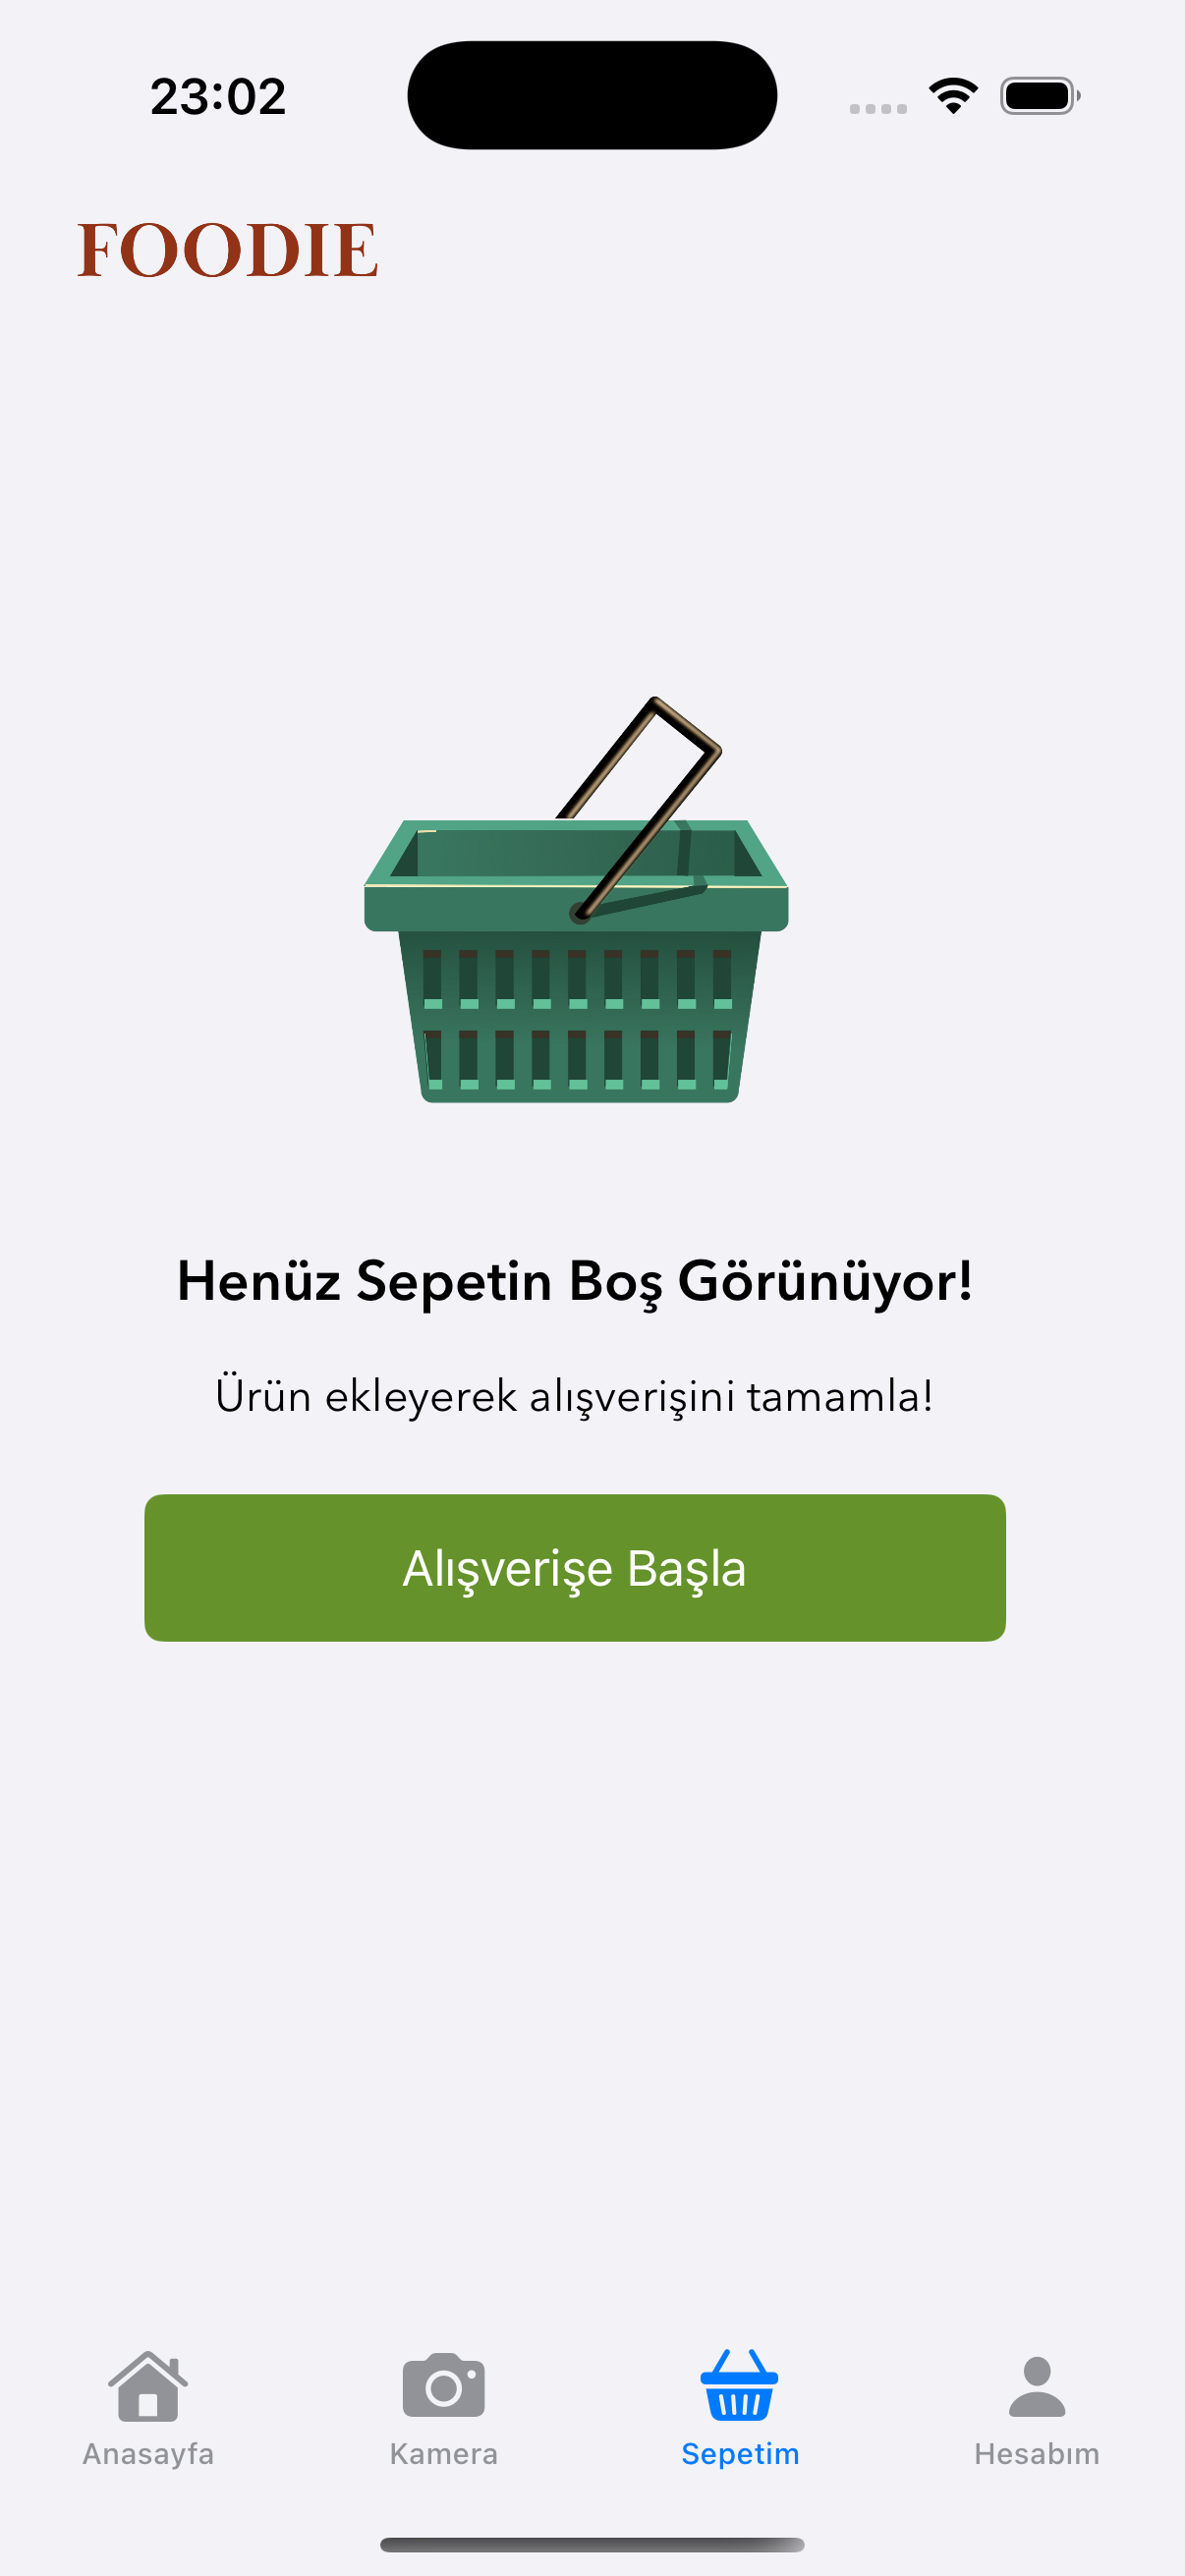 23:02
FOODIE
Henüz Sepetin Boş Görünüyor!
Ürün ekleyerek alışverişini tamamla!
Alışverişe Başla
Anasayfa
Kamera
Sepetim
Hesabım